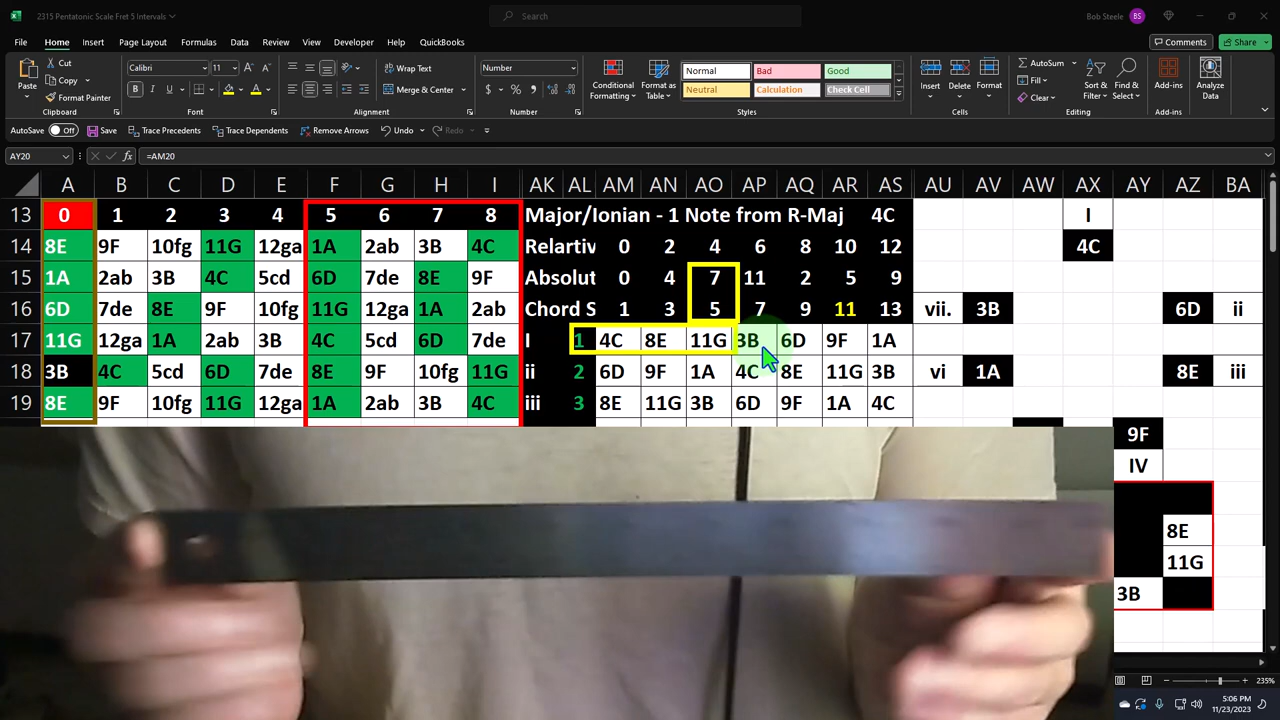 2315 Pentatonic Scale Fret 5 Intervals
Search
Bob Steele BS
File Home Insert Page Layout Formulas Data Review View Developer Help QuickBooks
Comments Share
Paste
Cut
Copy
Format Painter
Clipboard
Calibri 11
Font
Wrap Text
Merge & Center
Alignment
Number
Number
Conditional Formatting
Format as Table
Normal Bad Good
Neutral Calculation Check Cell
Styles
Insert Delete Format
Cells
AutoSum
Fill
Clear
Sort & Filter
Find & Select
Editing
Add-ins
Add-ins
Analyze Data
AutoSave Off Save Trace Precedents Trace Dependents Remove Arrows Undo Redo
AY20 fx =AM20
A B C D E F G H I AK AL AM AN AO AP AQ AR AS AU AV AW AX AY AZ BA
13 0 1 2 3 4 5 6 7 8 Major/Ionian - 1 Note from R-Maj 4C I
14 8E 9F 10fg 11G 12ga 1A 2ab 3B 4C Relartiv 0 2 4 6 8 10 12 4C
15 1A 2ab 3B 4C 5cd 6D 7de 8E 9F Absolut 0 4 7 11 2 5 9
16 6D 7de 8E 9F 10fg 11G 12ga 1A 2ab Chord S 1 3 5 7 9 11 13 vii. 3B 6D ii
17 11G 12ga 1A 2ab 3B 4C 5cd 6D 7de I 1 4C 8E 11G 3B 6D 9F 1A
18 3B 4C 5cd 6D 7de 8E 9F 10fg 11G ii 2 6D 9F 1A 4C 8E 11G 3B vi 1A 8E iii
19 8E 9F 10fg 11G 12ga 1A 2ab 3B 4C iii 3 8E 11G 3B 6D 9F 1A 4C
9F
IV
8E
11G
3B
235%
5:06 PM
11/23/2023